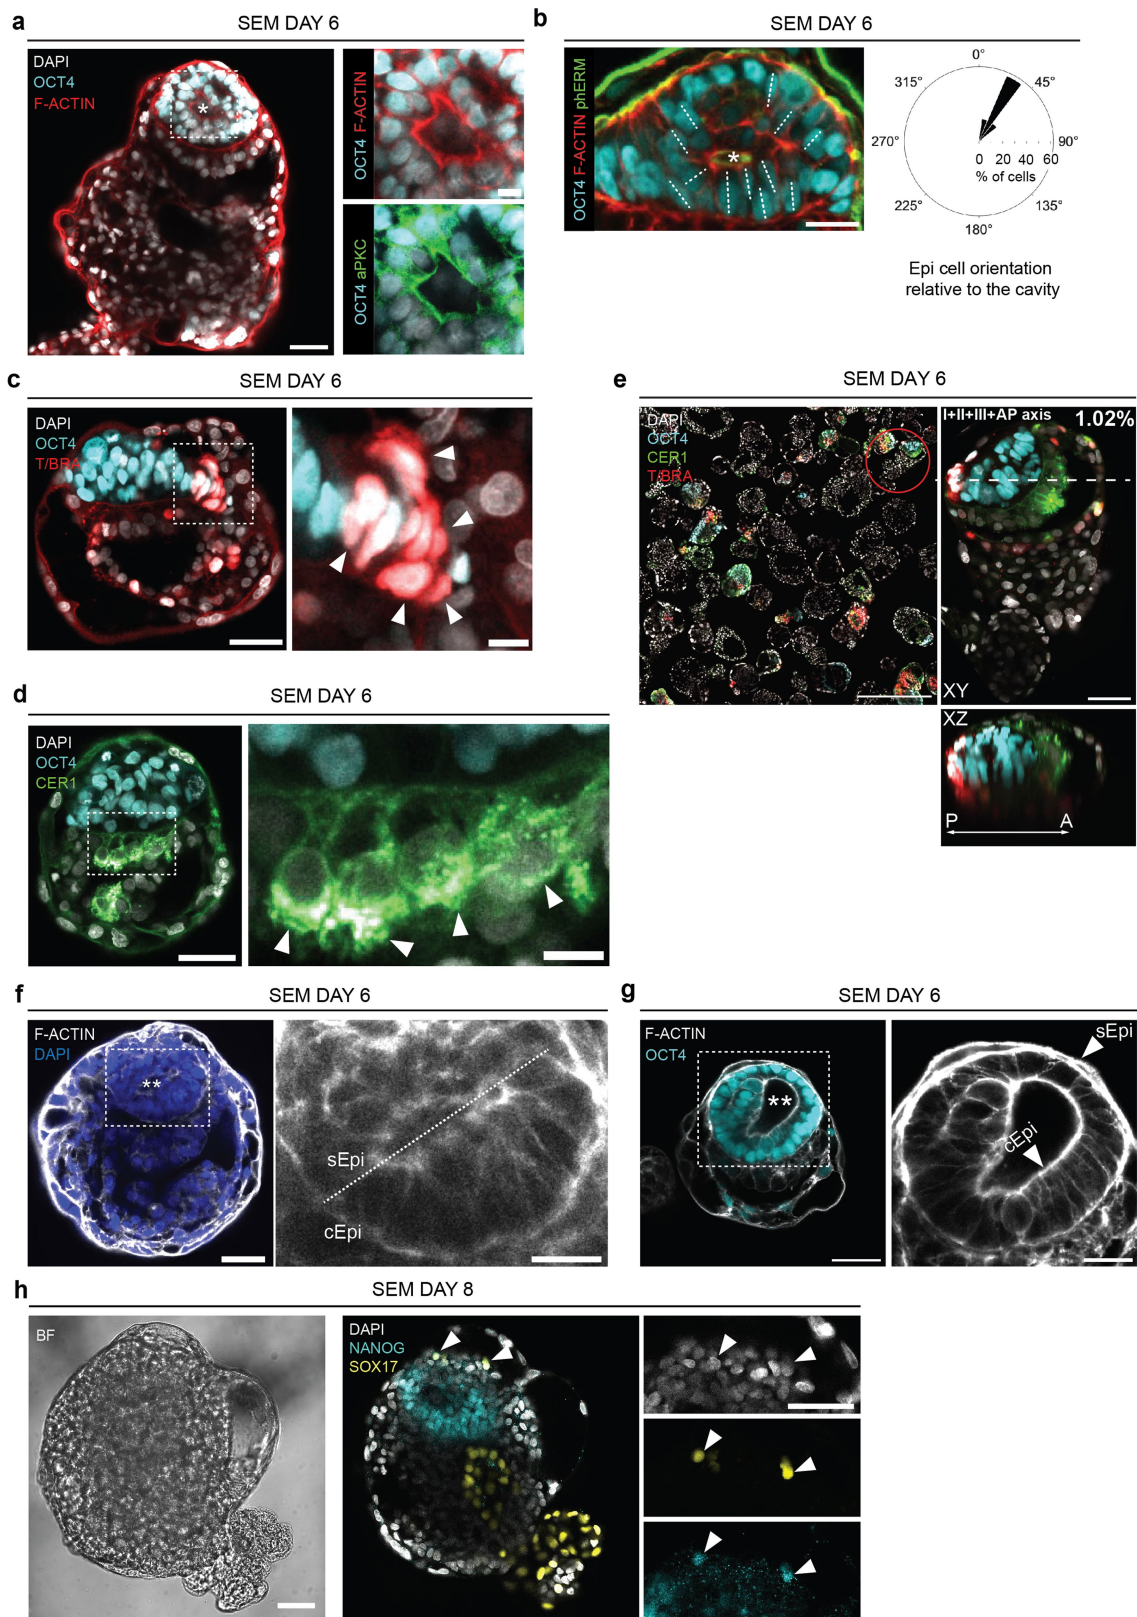 a
SEM DAY 6
DAPI
OCT4
F-ACTIN
*
OCT4 F-ACTIN
OCT4 aPKC
b
SEM DAY 6
OCT4 F-ACTIN phERM
*
0°
45°
90°
135°
180°
225°
270°
315°
0 20 40 60
% of cells
Epi cell orientation
relative to the cavity
c
SEM DAY 6
DAPI
OCT4
T/BRA
d
SEM DAY 6
DAPI
OCT4
CER1
e
SEM DAY 6
DAPI
OCT4
CER1
T/BRA
I+II+III+AP axis
1.02%
XY
XZ
P A
f
SEM DAY 6
F-ACTIN
DAPI
**
sEpi
cEpi
g
SEM DAY 6
F-ACTIN
OCT4
**
sEpi
cEpi
h
SEM DAY 8
BF
DAPI
NANOG
SOX17